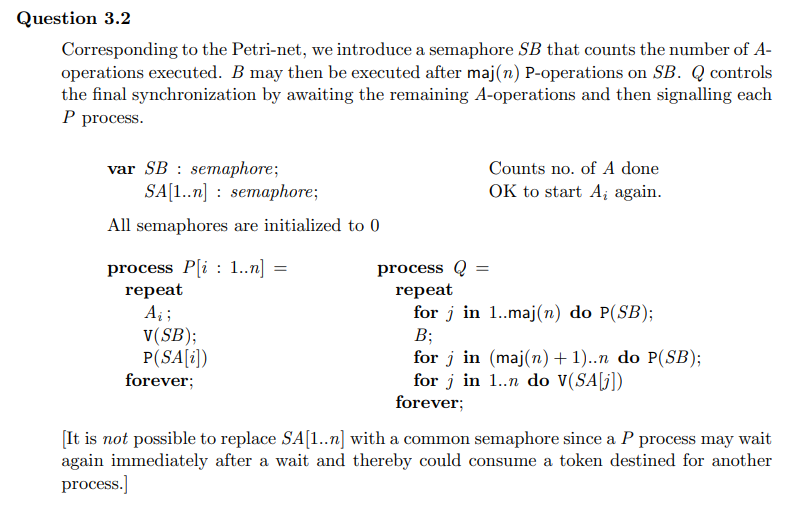 Question 3.2
Corresponding to the Petri-net, we introduce a semaphore SB that counts the number of A-
operations executed. B may then be executed after maj(n) P-operations on SB. Q controls
the final synchronization by awaiting the remaining A-operations and then signalling each
P process.
var SB : semaphore; Counts no. of A done
SA[1..n] : semaphore; OK to start Aᵢ again.
All semaphores are initialized to 0
process P[i : 1..n] = process Q =
repeat repeat
Aᵢ; for j in 1..maj(n) do P(SB);
V(SB); B;
P(SA[i]) for j in (maj(n) + 1)..n do P(SB);
forever; for j in 1..n do V(SA[j])
forever;
[It is not possible to replace SA[1..n] with a common semaphore since a P process may wait
again immediately after a wait and thereby could consume a token destined for another
process.]